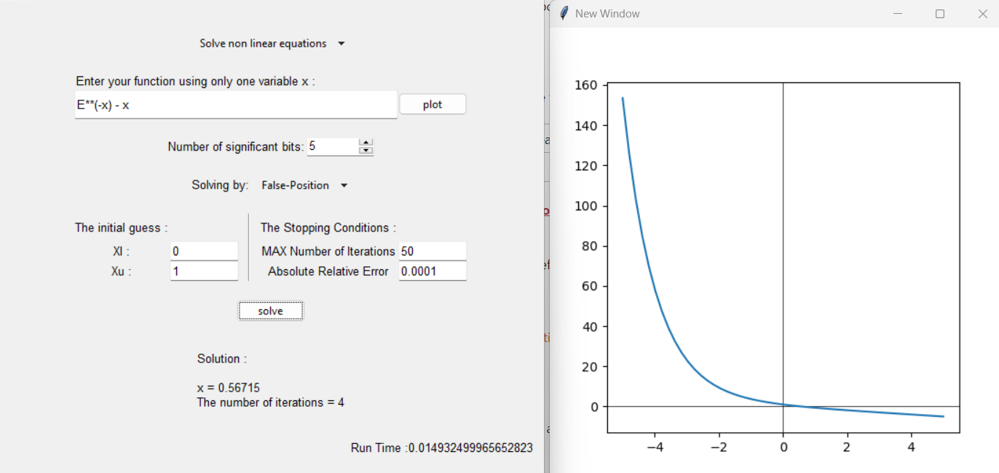 Solve non linear equations
Enter your function using only one variable x :
E**(-x) - x
plot
Number of significant bits: 5
Solving by: False-Position
The initial guess :
Xl : 0
Xu : 1
The Stopping Conditions :
MAX Number of Iterations 50
Absolute Relative Error 0.0001
solve
Solution :
x = 0.56715
The number of iterations = 4
Run Time :0.014932499965652823
New Window
160
140
120
100
80
60
40
20
0
−4 −2 0 2 4